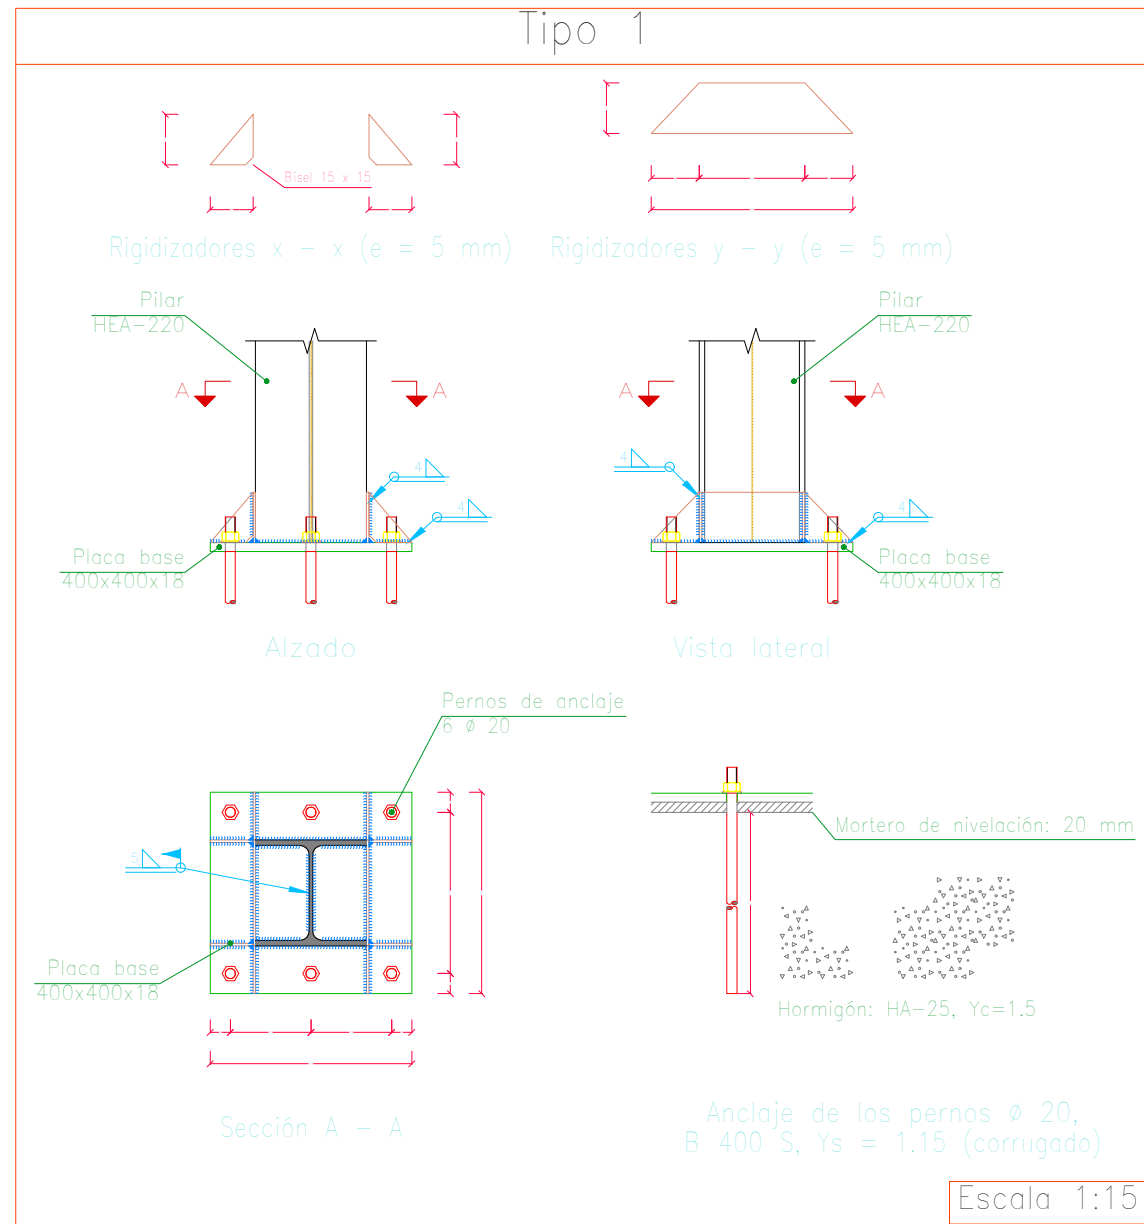 Tipo 1
Bisel 15 x 15
Rigidizadores x - x (e = 5 mm)
Rigidizadores y - y (e = 5 mm)
Pilar
HEA-220
Pilar
HEA-220
A
A
A
A
4
4
4
4
Placa base
400x400x18
Placa base
400x400x18
Alzado
Vista lateral
Pernos de anclaje
6 ø 20
Mortero de nivelación: 20 mm
5
Placa base
400x400x18
Hormigón: HA-25, Yc=1.5
Sección A - A
Anclaje de los pernos ø 20,
B 400 S, Ys = 1.15 (corrugado)
Escala 1:15